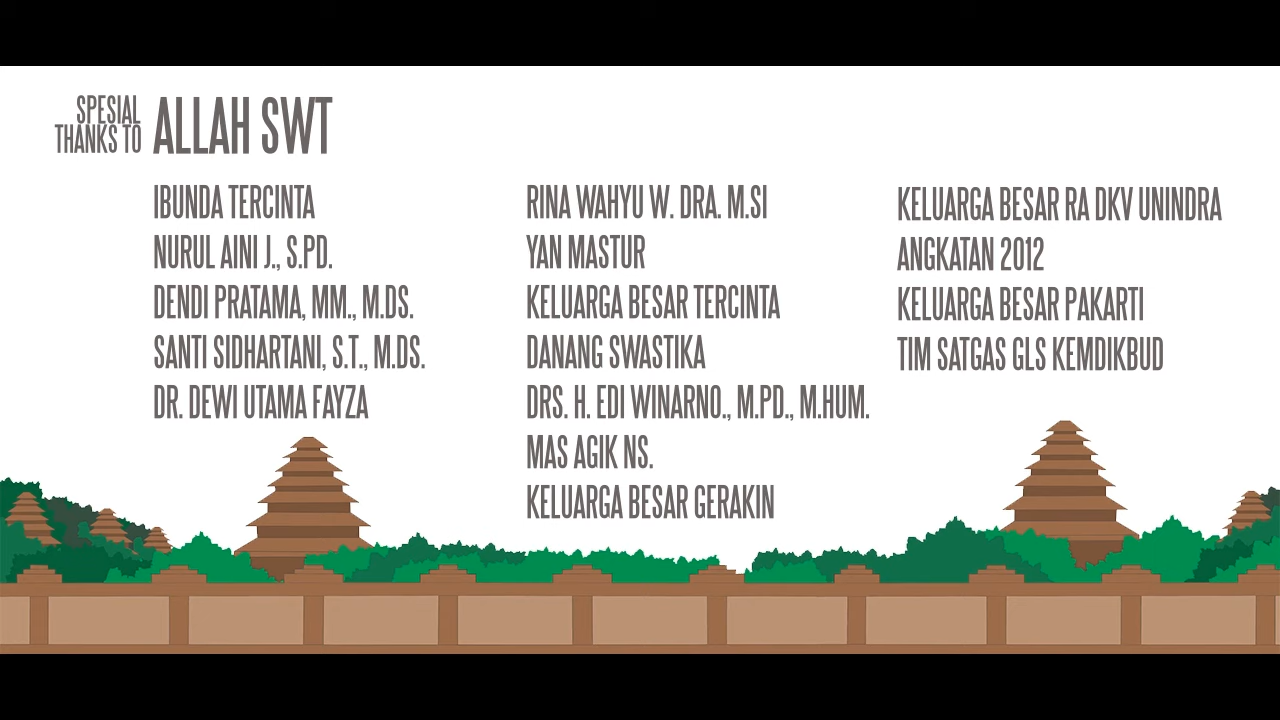 SPESIAL
THANKS TO
ALLAH SWT
IBUNDA TERCINTA
NURUL AINI J., S.PD.
DENDI PRATAMA, MM., M.DS.
SANTI SIDHARTANI, S.T., M.DS.
DR. DEWI UTAMA FAYZA
RINA WAHYU W. DRA. M.SI
YAN MASTUR
KELUARGA BESAR TERCINTA
DANANG SWASTIKA
DRS. H. EDI WINARNO., M.PD., M.HUM.
MAS AGIK NS.
KELUARGA BESAR GERAKIN
KELUARGA BESAR RA DKV UNINDRA
ANGKATAN 2012
KELUARGA BESAR PAKARTI
TIM SATGAS GLS KEMDIKBUD